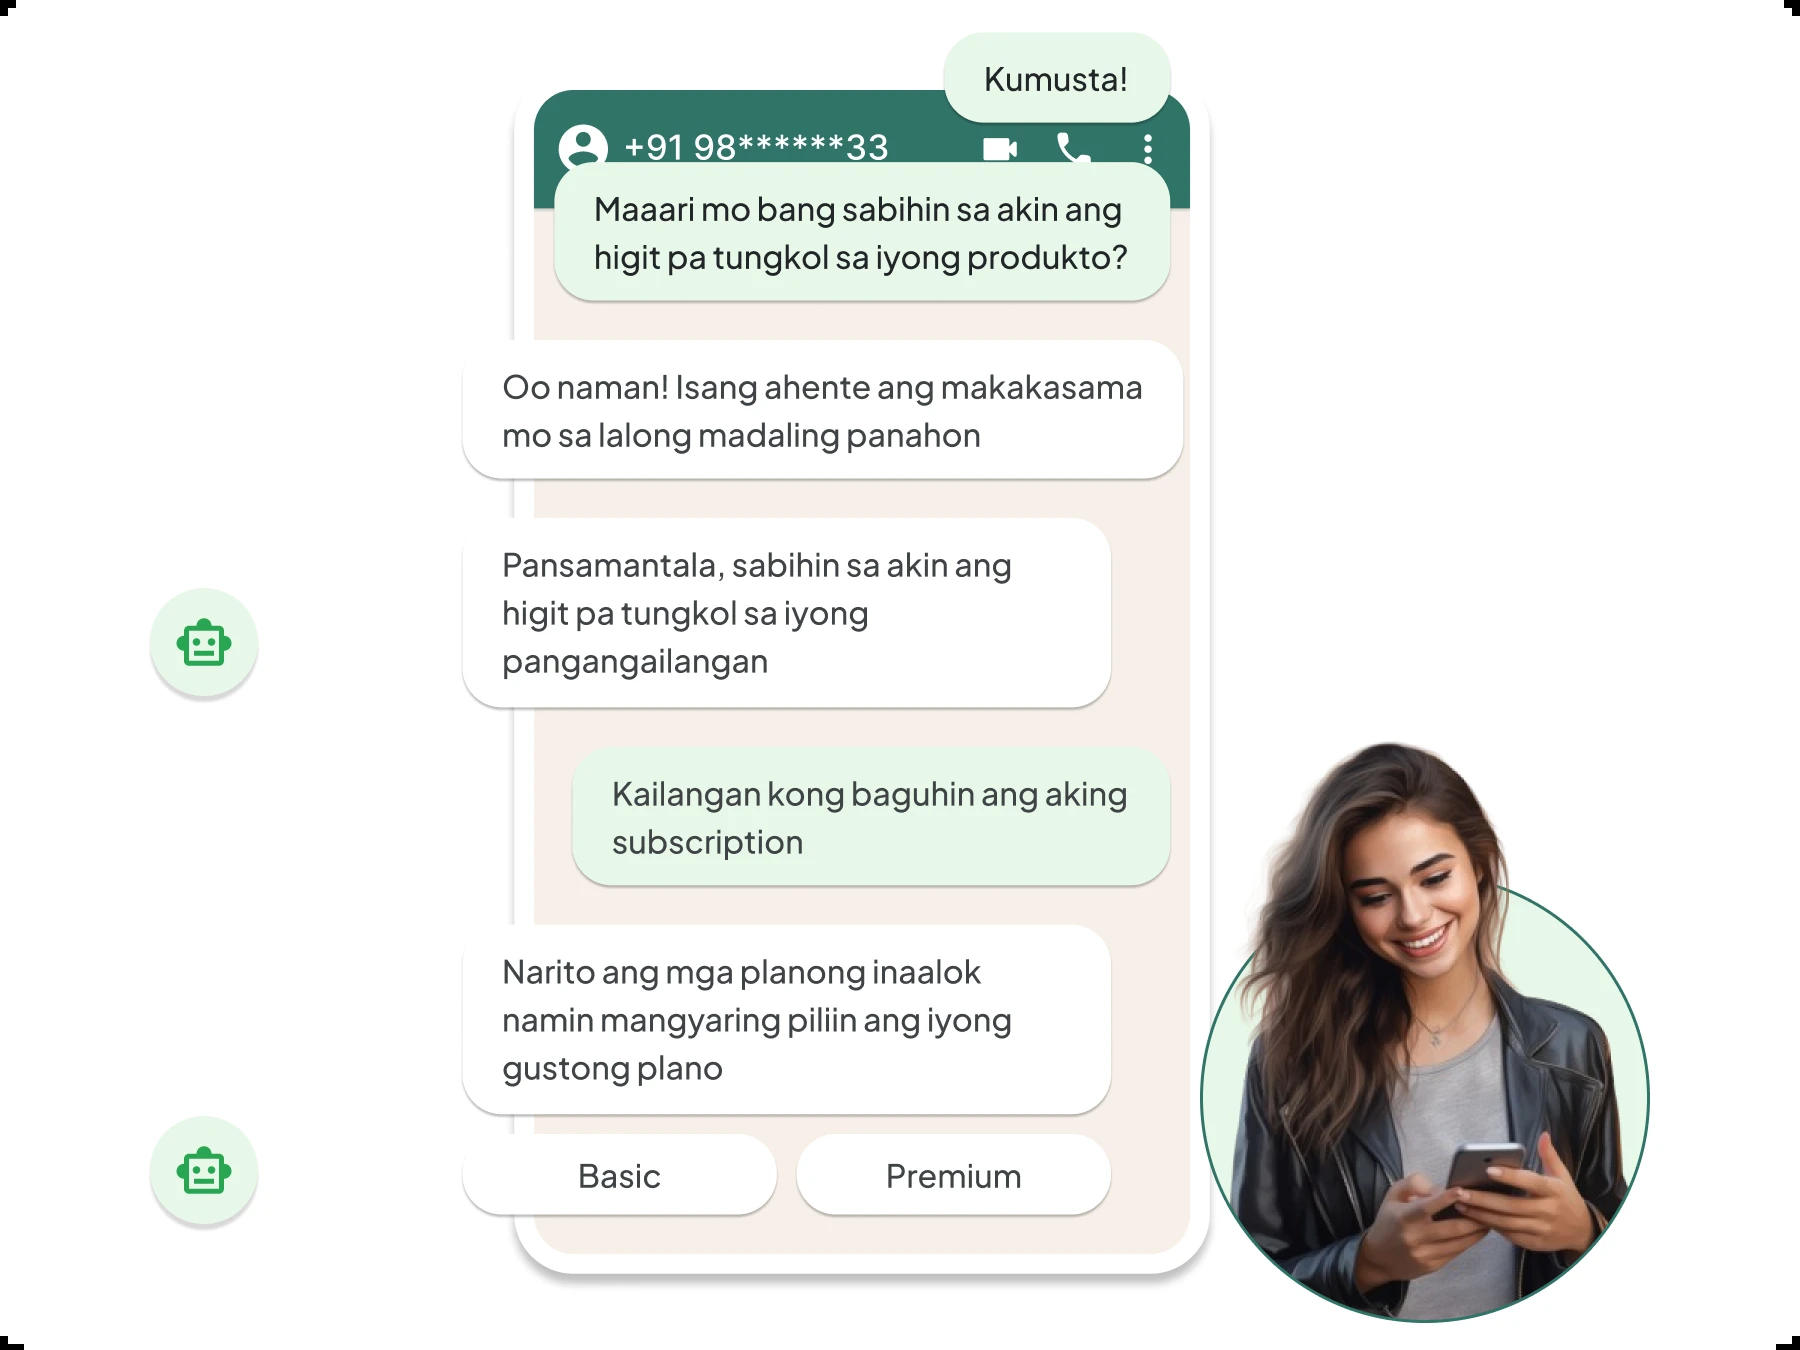 Kumusta!
+91 98******33
Maaari mo bang sabihin sa akin ang
higit pa tungkol sa iyong produkto?
Oo naman! Isang ahente ang makakasama
mo sa lalong madaling panahon
Pansamantala, sabihin sa akin ang
higit pa tungkol sa iyong
pangangailangan
Kailangan kong baguhin ang aking
subscription
Narito ang mga planong inaalok
namin mangyaring piliin ang iyong
gustong plano
Basic
Premium